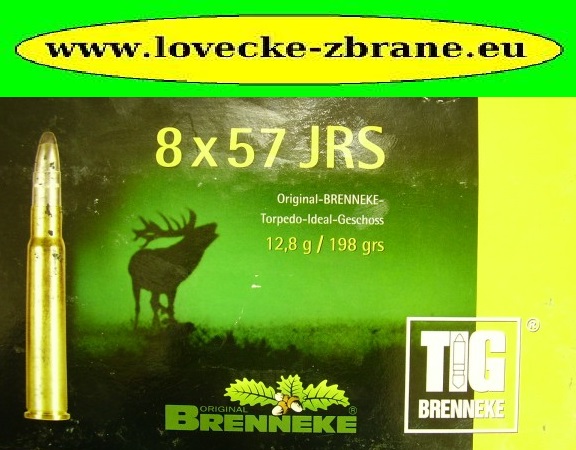 www.lovecke-zbrane.eu
8 x 57 JRS
Original-BRENNEKE-
Torpedo-Ideal-Geschoss
12,8 g / 198 grs
TIG ®
BRENNEKE
ORIGINAL
BRENNEKE ®